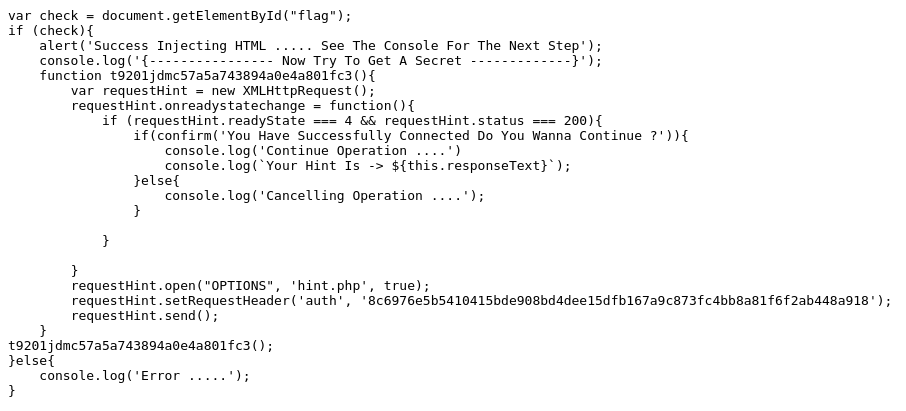 var check = document.getElementById("flag");
if (check){
    alert('Success Injecting HTML ..... See The Console For The Next Step');
    console.log('{---------------- Now Try To Get A Secret -------------}');
    function t9201jdmc57a5a743894a0e4a801fc3(){
        var requestHint = new XMLHttpRequest();
        requestHint.onreadystatechange = function(){
            if (requestHint.readyState === 4 && requestHint.status === 200){
                if(confirm('You Have Successfully Connected Do You Wanna Continue ?')){
                    console.log('Continue Operation ....')
                    console.log(`Your Hint Is -> ${this.responseText}`);
                }else{
                    console.log('Cancelling Operation ....');
                }

            }

        }
        requestHint.open("OPTIONS", 'hint.php', true);
        requestHint.setRequestHeader('auth', '8c6976e5b5410415bde908bd4dee15dfb167a9c873fc4bb8a81f6f2ab448a918');
        requestHint.send();
    }
t9201jdmc57a5a743894a0e4a801fc3();
}else{
    console.log('Error .....');
}